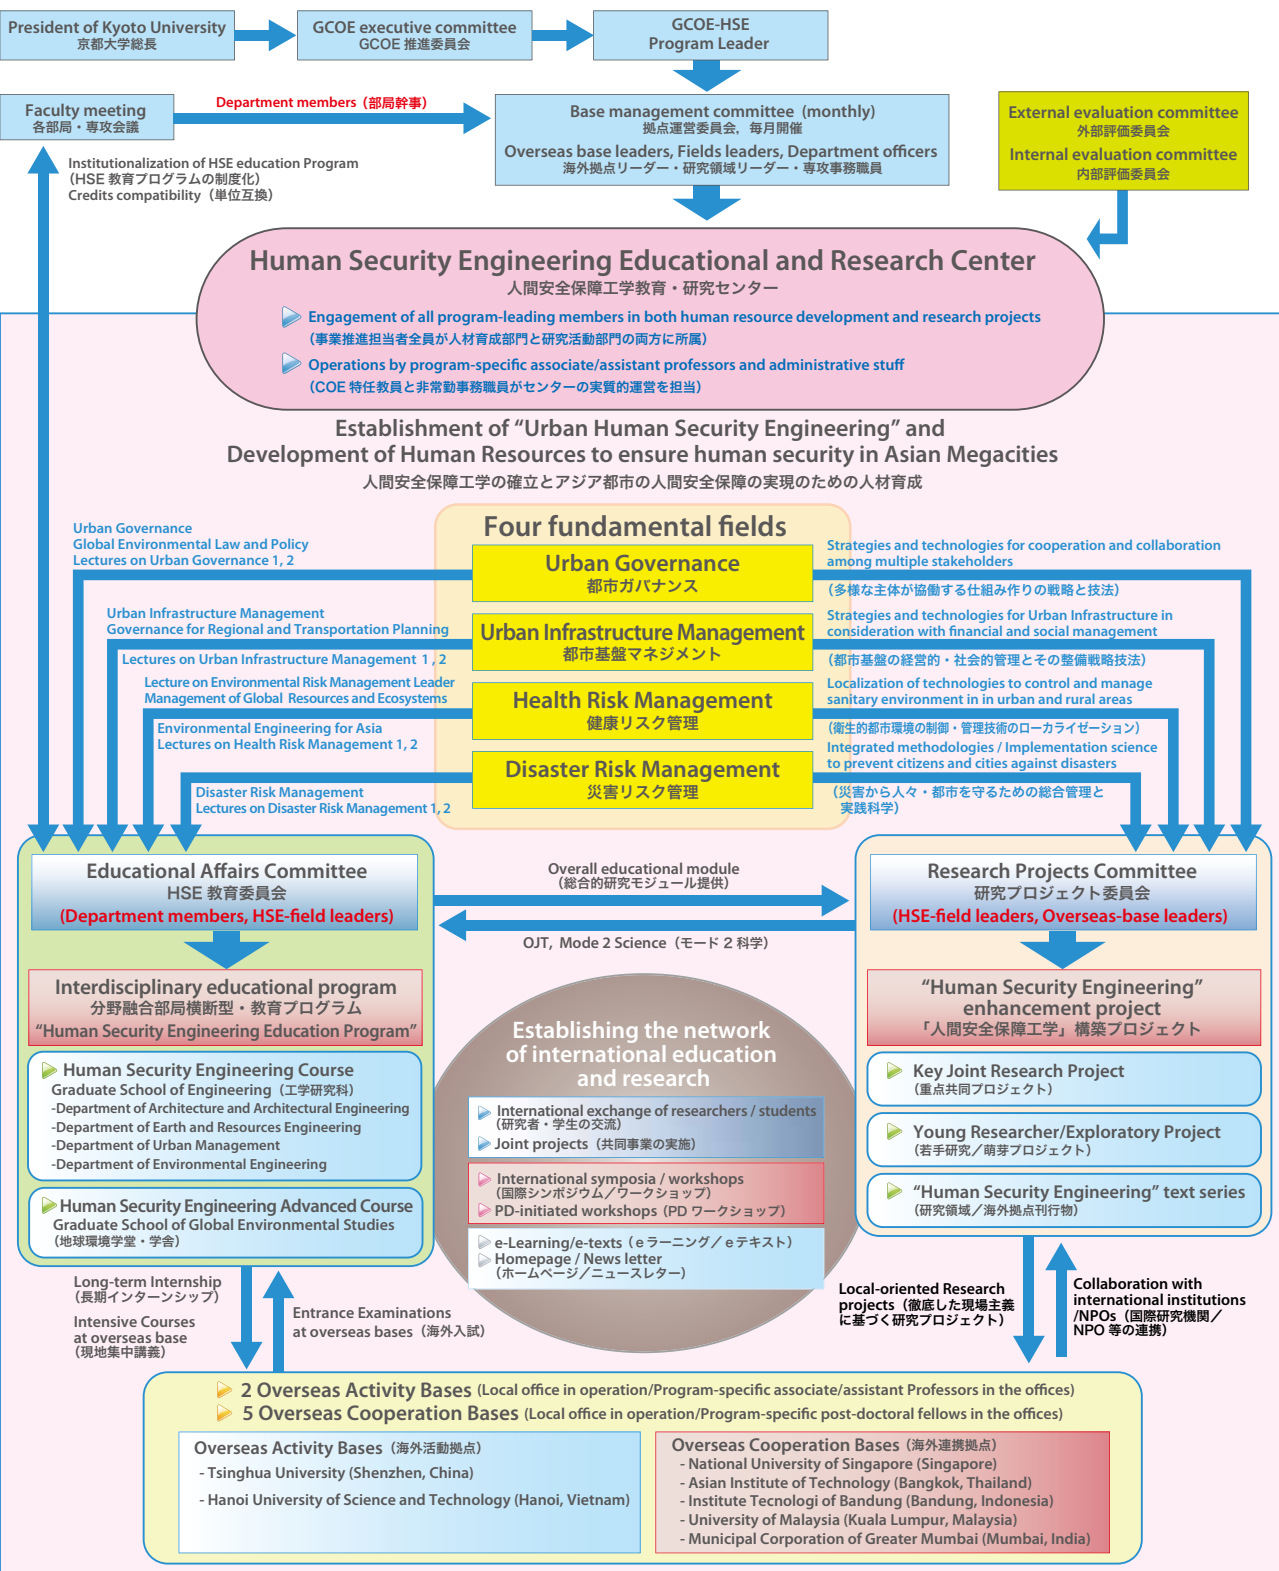 President of Kyoto University
京都大学総長
GCOE executive committee
GCOE 推進委員会
GCOE-HSE
Program Leader
Faculty meeting
各部局・専攻会議
Department members（部局幹事）
Base management committee (monthly)
拠点運営委員会，毎月開催
Overseas base leaders, Fields leaders, Department officers
海外拠点リーダー・研究領域リーダー・専攻事務職員
External evaluation committee
外部評価委員会
Internal evaluation committee
内部評価委員会
Institutionalization of HSE education Program
（HSE 教育プログラムの制度化）
Credits compatibility（単位互換）
Human Security Engineering Educational and Research Center
人間安全保障工学教育・研究センター
Engagement of all program-leading members in both human resource development and research projects
（事業推進担当者全員が人材育成部門と研究活動部門の両方に所属）
Operations by program-specific associate/assistant professors and administrative stuff
（COE 特任教員と非常勤事務職員がセンターの実質的運営を担当）
Establishment of “Urban Human Security Engineering” and
Development of Human Resources to ensure human security in Asian Megacities
人間安全保障工学の確立とアジア都市の人間安全保障の実現のための人材育成
Four fundamental fields
Urban Governance
Global Environmental Law and Policy
Lectures on Urban Governance 1, 2
Urban Governance
都市ガバナンス
Strategies and technologies for cooperation and collaboration
among multiple stakeholders
（多様な主体が協働する仕組み作りの戦略と技法）
Urban Infrastructure Management
Governance for Regional and Transportation Planning
Lectures on Urban Infrastructure Management 1 , 2
Urban Infrastructure Management
都市基盤マネジメント
Strategies and technologies for Urban Infrastructure in
consideration with financial and social management
（都市基盤の経営的・社会的管理とその整備戦略技法）
Lecture on Environmental Risk Management Leader
Management of Global Resources and Ecosystems
Environmental Engineering for Asia
Lectures on Health Risk Management 1, 2
Health Risk Management
健康リスク管理
Localization of technologies to control and manage
sanitary environment in in urban and rural areas
（衛生的都市環境の制御・管理技術のローカライゼーション）
Disaster Risk Management
Lectures on Disaster Risk Management 1, 2
Disaster Risk Management
災害リスク管理
Integrated methodologies / Implementation science
to prevent citizens and cities against disasters
（災害から人々・都市を守るための総合管理と
実践科学）
Educational Affairs Committee
HSE 教育委員会
(Department members, HSE-field leaders)
Overall educational module
（総合的研究モジュール提供）
OJT, Mode 2 Science（モード 2 科学）
Research Projects Committee
研究プロジェクト委員会
(HSE-field leaders, Overseas-base leaders)
Interdisciplinary educational program
分野融合部局横断型・教育プログラム
“Human Security Engineering Education Program”
Human Security Engineering Course
Graduate School of Engineering（工学研究科）
-Department of Architecture and Architectural Engineering
-Department of Earth and Resources Engineering
-Department of Urban Management
-Department of Environmental Engineering
Human Security Engineering Advanced Course
Graduate School of Global Environmental Studies
（地球環境学堂・学舎）
Establishing the network
of international education
and research
International exchange of researchers / students
（研究者・学生の交流）
Joint projects（共同事業の実施）
International symposia / workshops
（国際シンポジウム／ワークショップ）
PD-initiated workshops（PD ワークショップ）
e-Learning/e-texts（ｅラーニング／ｅテキスト）
Homepage / News letter
（ホームページ／ニュースレター）
“Human Security Engineering”
enhancement project
「人間安全保障工学」構築プロジェクト
Key Joint Research Project
（重点共同プロジェクト）
Young Researcher/Exploratory Project
（若手研究／萌芽プロジェクト）
“Human Security Engineering” text series
（研究領域／海外拠点刊行物）
Long-term Internship
（長期インターンシップ）
Intensive Courses
at overseas base
（現地集中講義）
Entrance Examinations
at overseas bases（海外入試）
Local-oriented Research
projects（徹底した現場主義
に基づく研究プロジェクト）
Collaboration with
international institutions
/NPOs（国際研究機関／
NPO 等の連携）
2 Overseas Activity Bases (Local office in operation/Program-specific associate/assistant Professors in the offices)
5 Overseas Cooperation Bases (Local office in operation/Program-specific post-doctoral fellows in the offices)
Overseas Activity Bases（海外活動拠点）
- Tsinghua University (Shenzhen, China)
- Hanoi University of Science and Technology (Hanoi, Vietnam)
Overseas Cooperation Bases（海外連携拠点）
- National University of Singapore (Singapore)
- Asian Institute of Technology (Bangkok, Thailand)
- Institute Tecnologi of Bandung (Bandung, Indonesia)
- University of Malaysia (Kuala Lumpur, Malaysia)
- Municipal Corporation of Greater Mumbai (Mumbai, India)